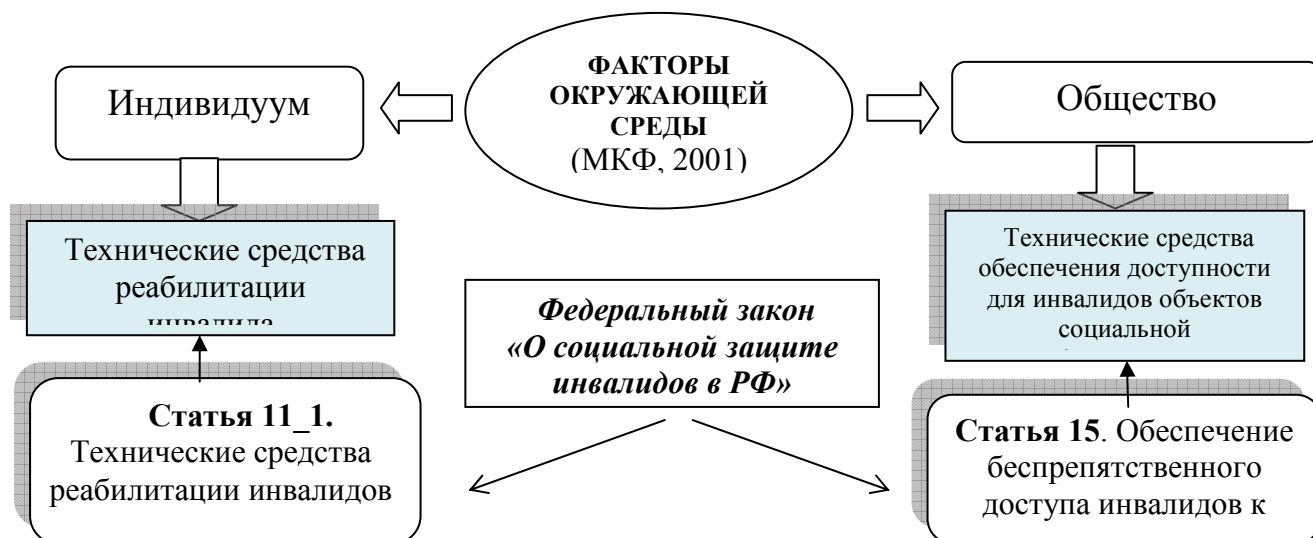 Индивидуум
ФАКТОРЫ
ОКРУЖАЮЩЕЙ
СРЕДЫ
(МКФ, 2001)
Общество
Технические средства
реабилитации
инвалида
Технические средства
обеспечения доступности
для инвалидов объектов
социальной
Федеральный закон
«О социальной защите
инвалидов в РФ»
Статья 11_1.
Технические средства
реабилитации инвалидов
Статья 15. Обеспечение
беспрепятственного
доступа инвалидов к